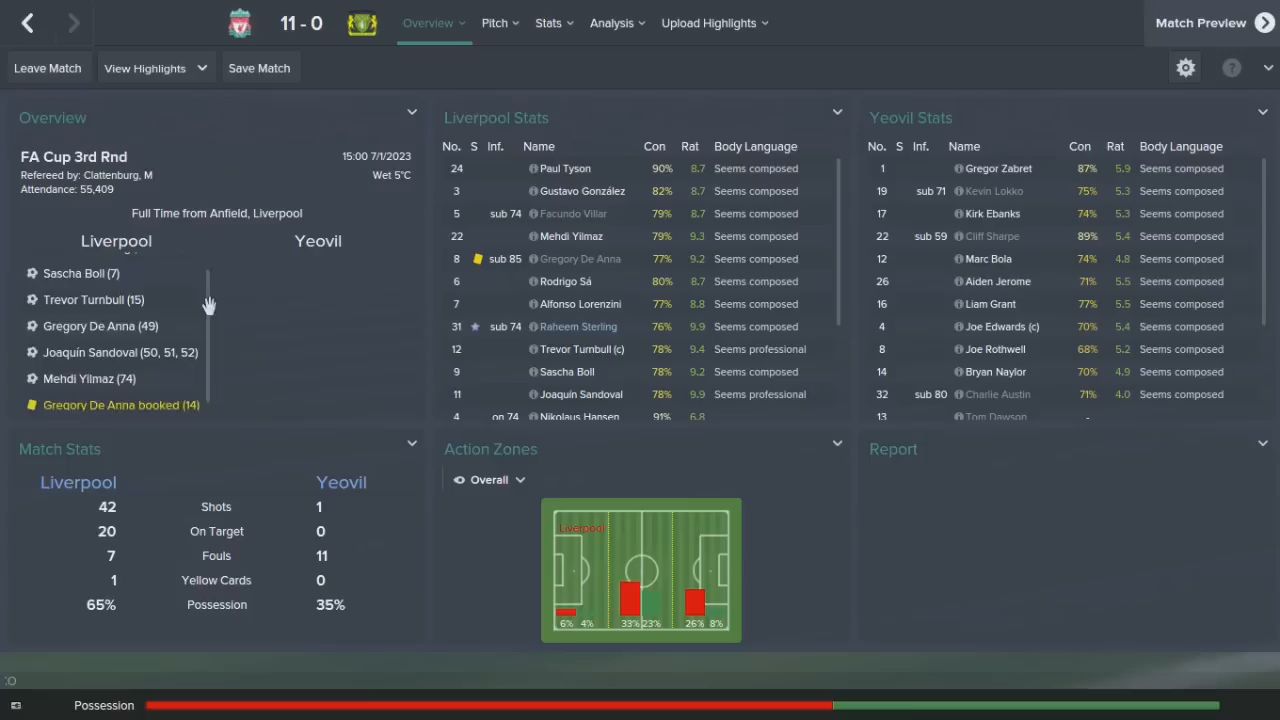 11 - 0
Overview
Pitch
Stats
Analysis
Upload Highlights
Match Preview
Leave Match
View Highlights
Save Match
?
Overview
FA Cup 3rd Rnd
15:00 7/1/2023
Refereed by: Clattenburg, M
Wet 5°C
Attendance: 55,409
Full Time from Anfield, Liverpool
Liverpool
Yeovil
Sascha Boll (7)
Trevor Turnbull (15)
Gregory De Anna (49)
Joaquín Sandoval (50, 51, 52)
Mehdi Yilmaz (74)
Gregory De Anna booked (14)
Liverpool Stats
No. S Inf. Name Con Rat Body Language
24 Paul Tyson 90% 8.7 Seems composed
3 Gustavo González 82% 8.7 Seems composed
5 sub 74 Facundo Villar 79% 8.7 Seems composed
22 Mehdi Yilmaz 79% 9.3 Seems composed
8 sub 85 Gregory De Anna 77% 9.2 Seems composed
6 Rodrigo Sá 80% 8.7 Seems composed
7 Alfonso Lorenzini 77% 8.8 Seems composed
31 sub 74 Raheem Sterling 76% 9.9 Seems composed
12 Trevor Turnbull (c) 78% 9.4 Seems professional
9 Sascha Boll 78% 9.2 Seems composed
11 Joaquín Sandoval 78% 9.9 Seems professional
4 on 74 Nikolaus Hansen 91% 6.8
Yeovil Stats
No. S Inf. Name Con Rat Body Language
1 Gregor Zabret 87% 5.9 Seems composed
19 sub 71 Kevin Lokko 75% 5.3 Seems composed
17 Kirk Ebanks 74% 5.3 Seems composed
22 sub 59 Cliff Sharpe 89% 5.4 Seems composed
12 Marc Bola 74% 4.8 Seems composed
26 Aiden Jerome 71% 5.5 Seems composed
16 Liam Grant 77% 5.5 Seems composed
4 Joe Edwards (c) 70% 5.4 Seems composed
8 Joe Rothwell 68% 5.2 Seems composed
14 Bryan Naylor 70% 4.9 Seems composed
32 sub 80 Charlie Austin 71% 4.0 Seems composed
13 Tom Dawson -
Match Stats
Liverpool
Yeovil
42 Shots 1
20 On Target 0
7 Fouls 11
1 Yellow Cards 0
65% Possession 35%
Action Zones
Overall
Liverpool
6% 4% 33% 23% 26% 8%
Report
Possession